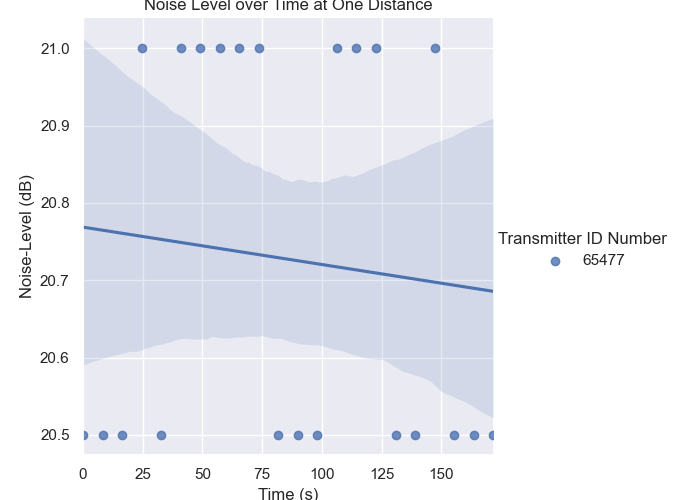 Noise Level over Time at One Distance
21.0
20.9
20.8
20.7
20.6
20.5
Noise-Level (dB)
0 25 50 75 100 125 150
Time (s)
Transmitter ID Number
65477